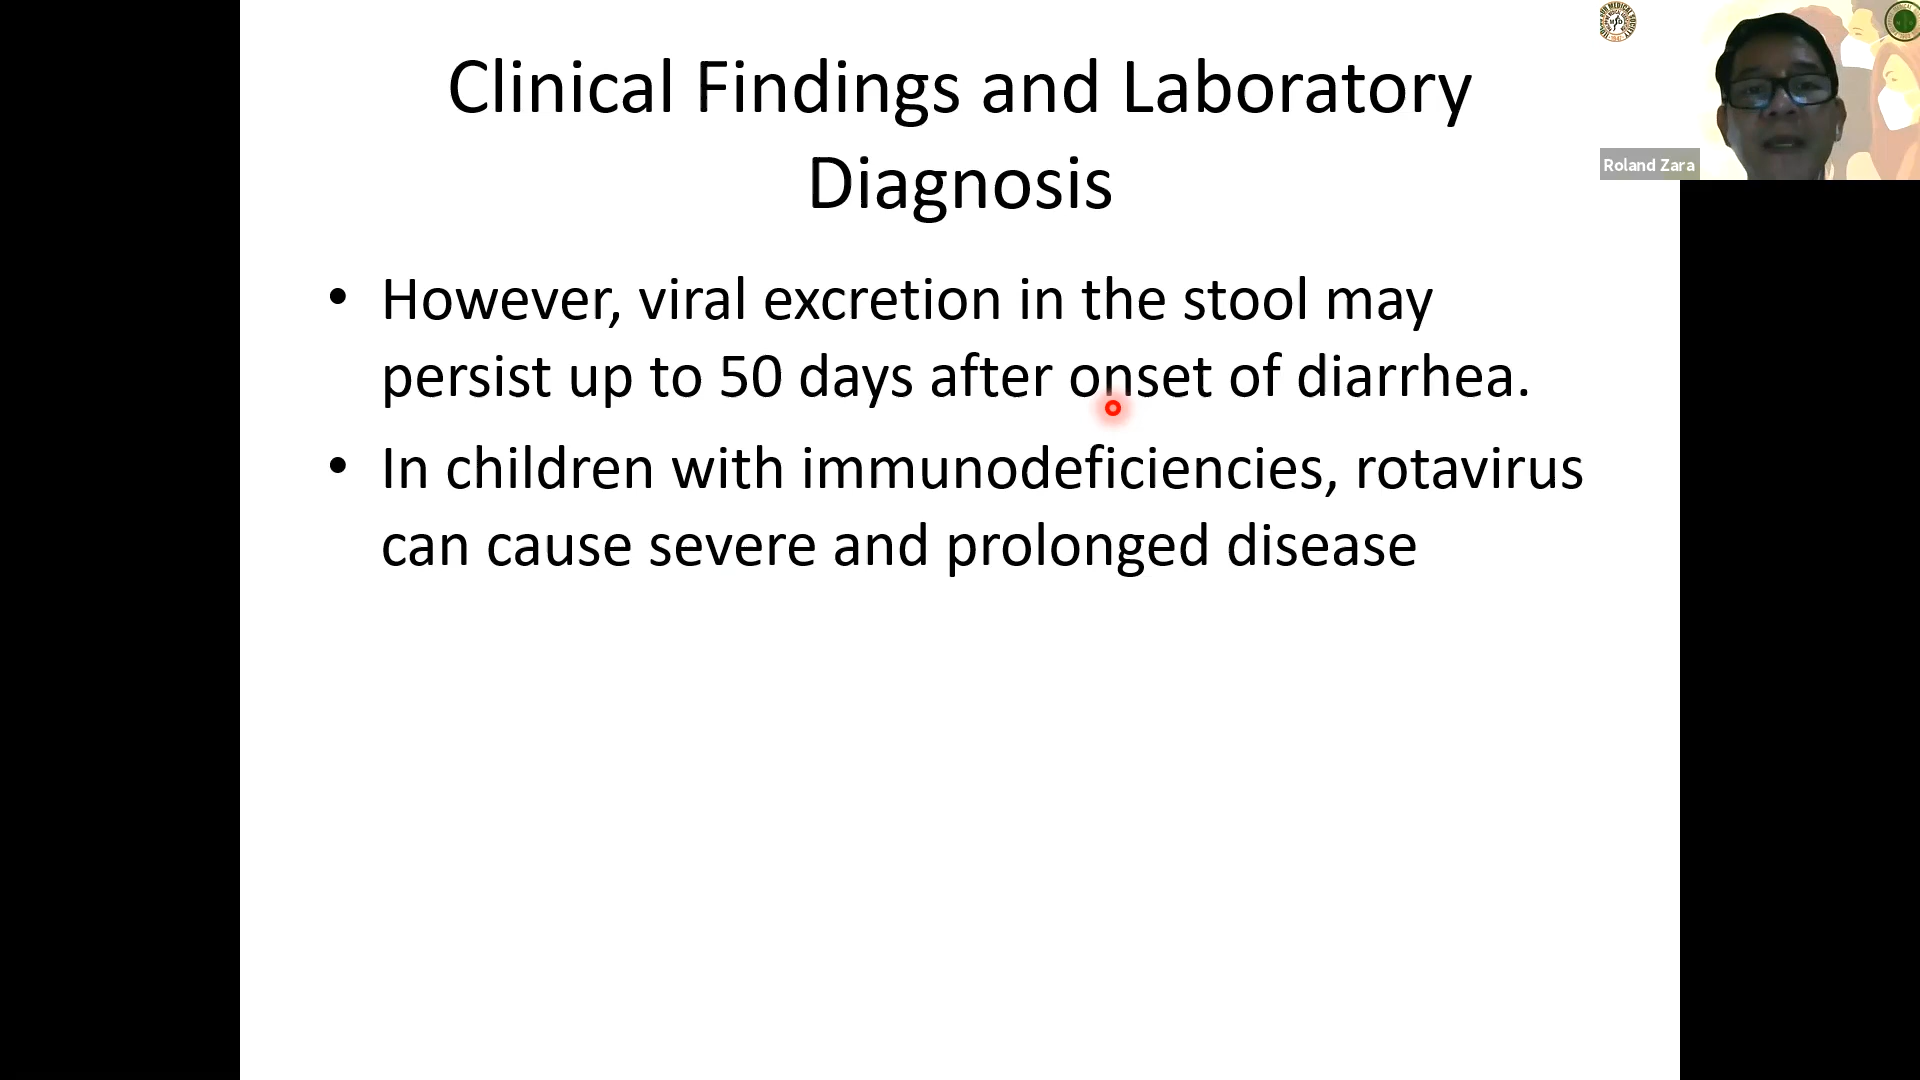 Clinical Findings and Laboratory
Diagnosis
• However, viral excretion in the stool may
persist up to 50 days after onset of diarrhea.
• In children with immunodeficiencies, rotavirus
can cause severe and prolonged disease
Roland Zara